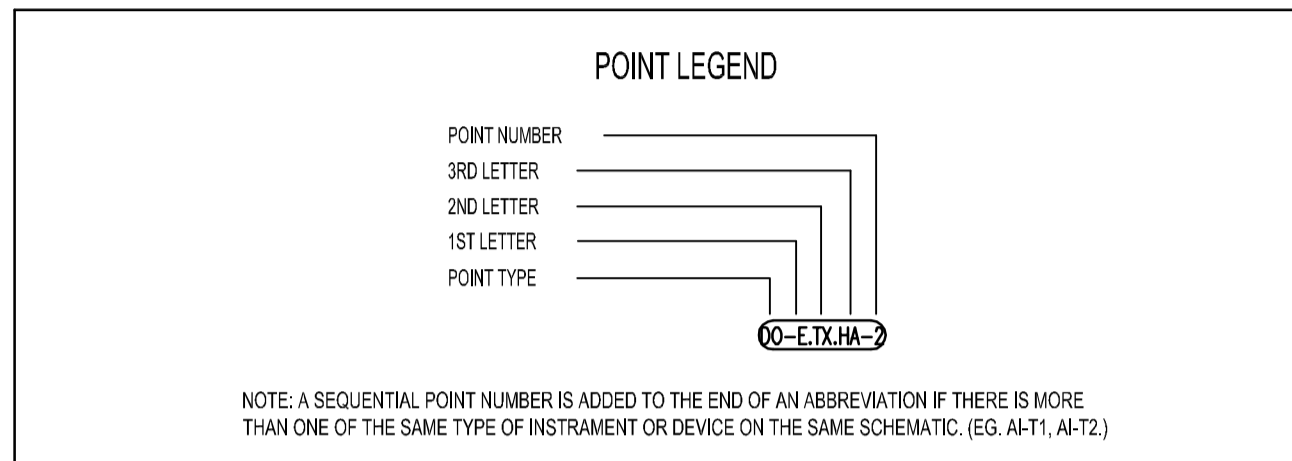 POINT LEGEND
POINT NUMBER
3RD LETTER
2ND LETTER
1ST LETTER
POINT TYPE
DO-E.TX.HA-2
NOTE: A SEQUENTIAL POINT NUMBER IS ADDED TO THE END OF AN ABBREVIATION IF THERE IS MORE
THAN ONE OF THE SAME TYPE OF INSTRAMENT OR DEVICE ON THE SAME SCHEMATIC. (EG. AI-T1, AI-T2.)